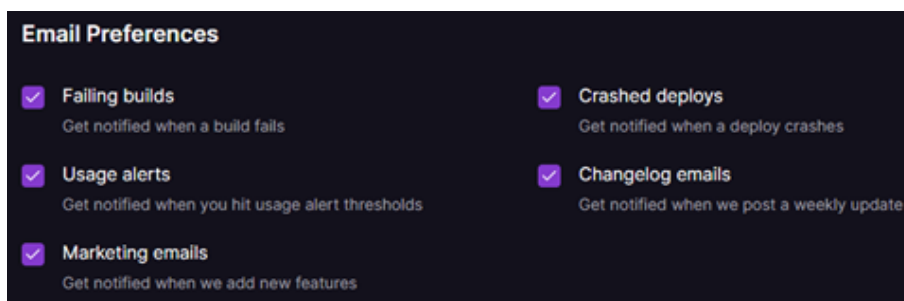 Email Preferences
Failing builds
Get notified when a build fails
Crashed deploys
Get notified when a deploy crashes
Usage alerts
Get notified when you hit usage alert thresholds
Changelog emails
Get notified when we post a weekly update
Marketing emails
Get notified when we add new features